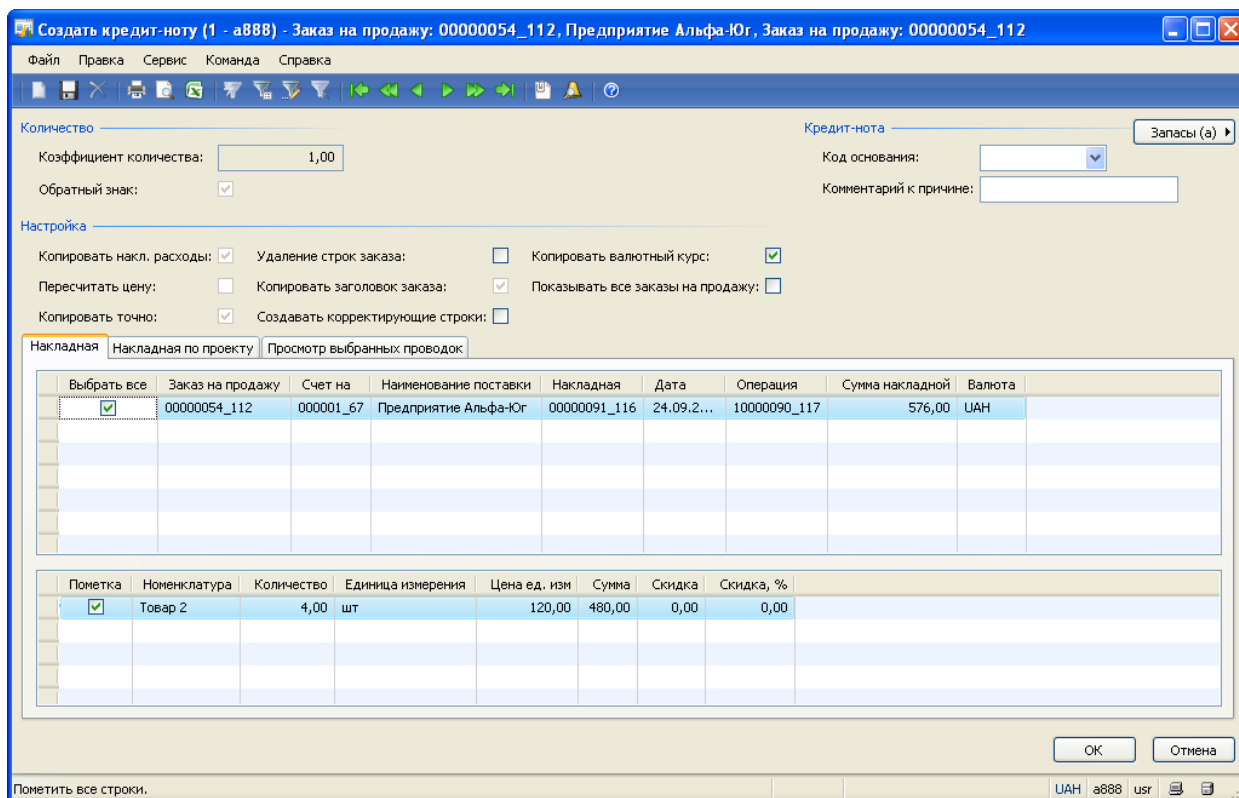 Создать кредит-ноту (1 - a888) - Заказ на продажу: 00000054_112, Предприятие Альфа-Юг, Заказ на продажу: 00000054_112
Файл Правка Сервис Команда Справка
Количество
Кредит-нота
Запасы (a)
Коэффициент количества: 1,00
Код основания:
Обратный знак:
Комментарий к причине:
Настройка
Копировать накл. расходы: Удаление строк заказа: Копировать валютный курс:
Пересчитать цену: Копировать заголовок заказа: Показывать все заказы на продажу:
Копировать точно: Создавать корректирующие строки:
Накладная Накладная по проекту Просмотр выбранных проводок
Выбрать все Заказ на продажу Счет на Наименование поставки Накладная Дата Операция Сумма накладной Валюта
00000054_112 000001_67 Предприятие Альфа-Юг 00000091_116 24.09.2... 10000090_117 576,00 UAH
Пометка Номенклатура Количество Единица измерения Цена ед. изм Сумма Скидка Скидка, %
Товар 2 4,00 шт 120,00 480,00 0,00 0,00
OK Отмена
Пометить все строки. UAH a888 usr